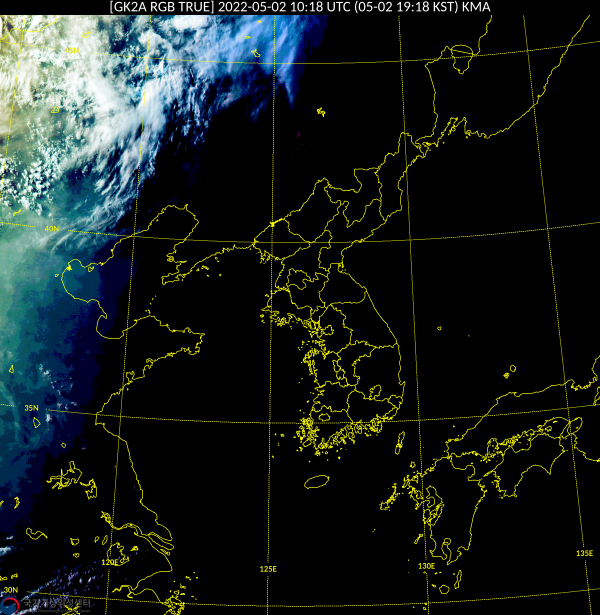 [GK2A RGB TRUE] 2022-05-02 10:18 UTC (05-02 19:18 KST) KMA
40N
35N
135E
120E
125E
130E
30N